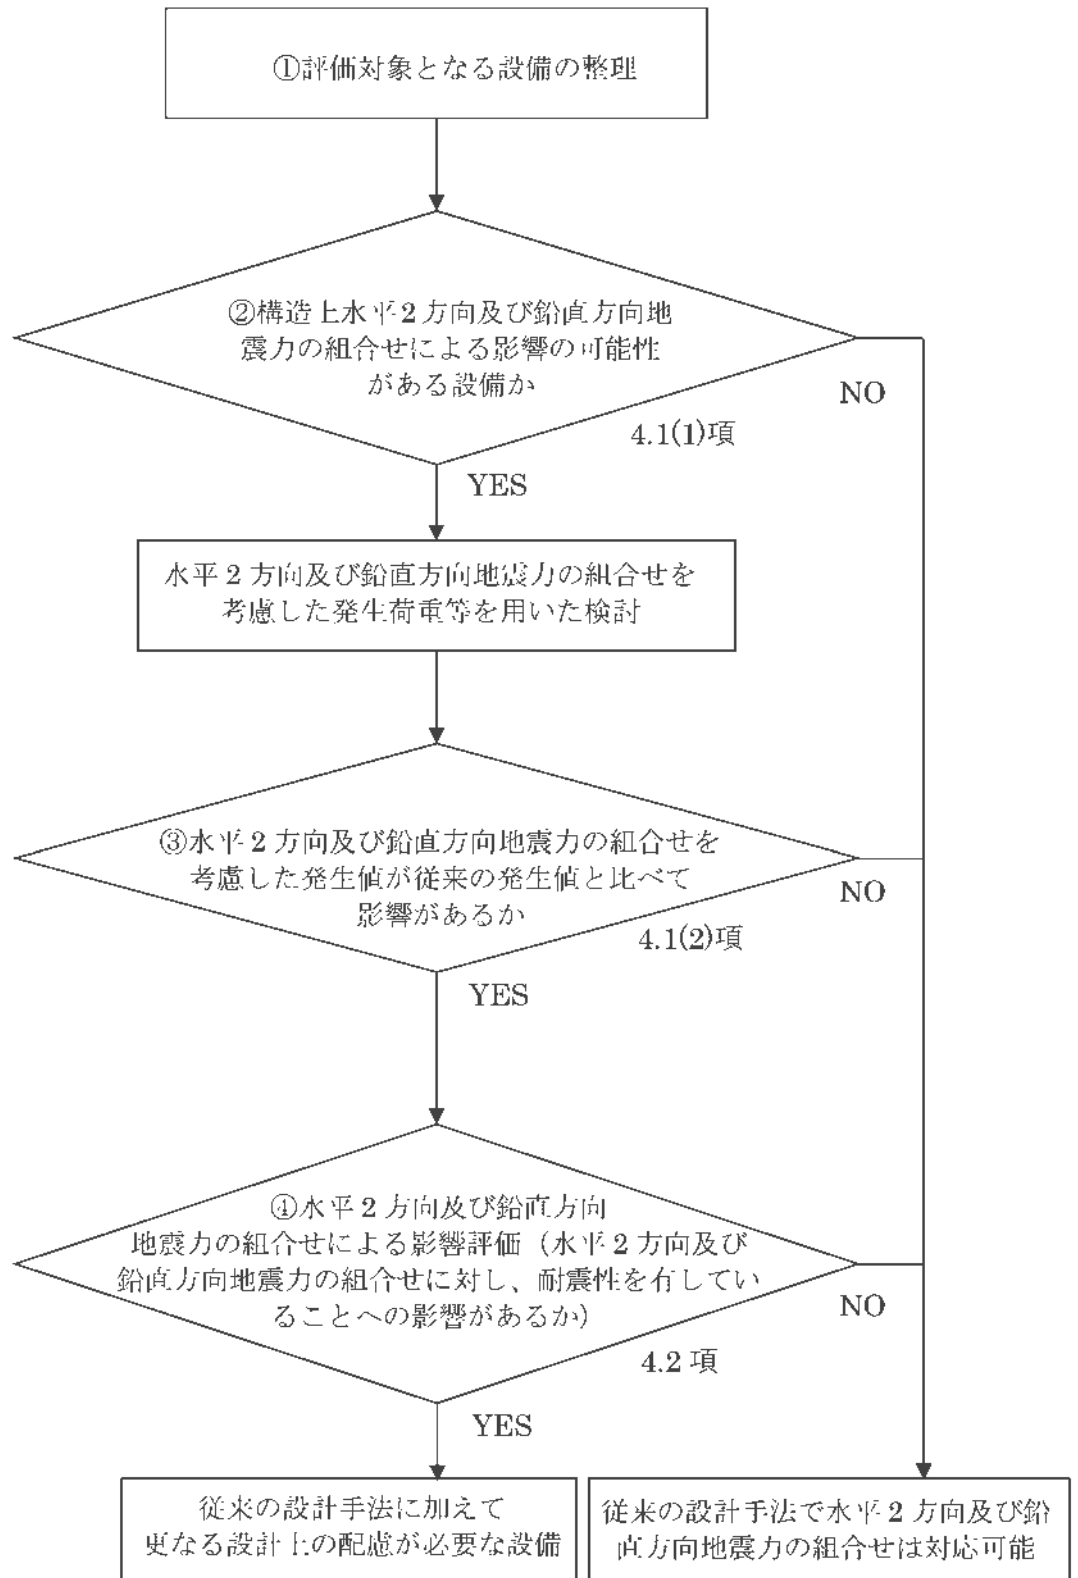 ①評価対象となる設備の整理
②構造上水平2方向及び鉛直方向地
震力の組合せによる影響の可能性
がある設備か
NO
4.1(1)項
YES
水平2方向及び鉛直方向地震力の組合せを
考慮した発生荷重等を用いた検討
③水平2方向及び鉛直方向地震力の組合せを
考慮した発生値が従来の発生値と比べて
影響があるか
NO
4.1(2)項
YES
④水平2方向及び鉛直方向
地震力の組合せによる影響評価（水平2方向及び
鉛直方向地震力の組合せに対し、耐震性を有してい
ることへの影響があるか）
NO
4.2 項
YES
従来の設計手法に加えて
更なる設計上の配慮が必要な設備
従来の設計手法で水平2方向及び鉛
直方向地震力の組合せは対応可能